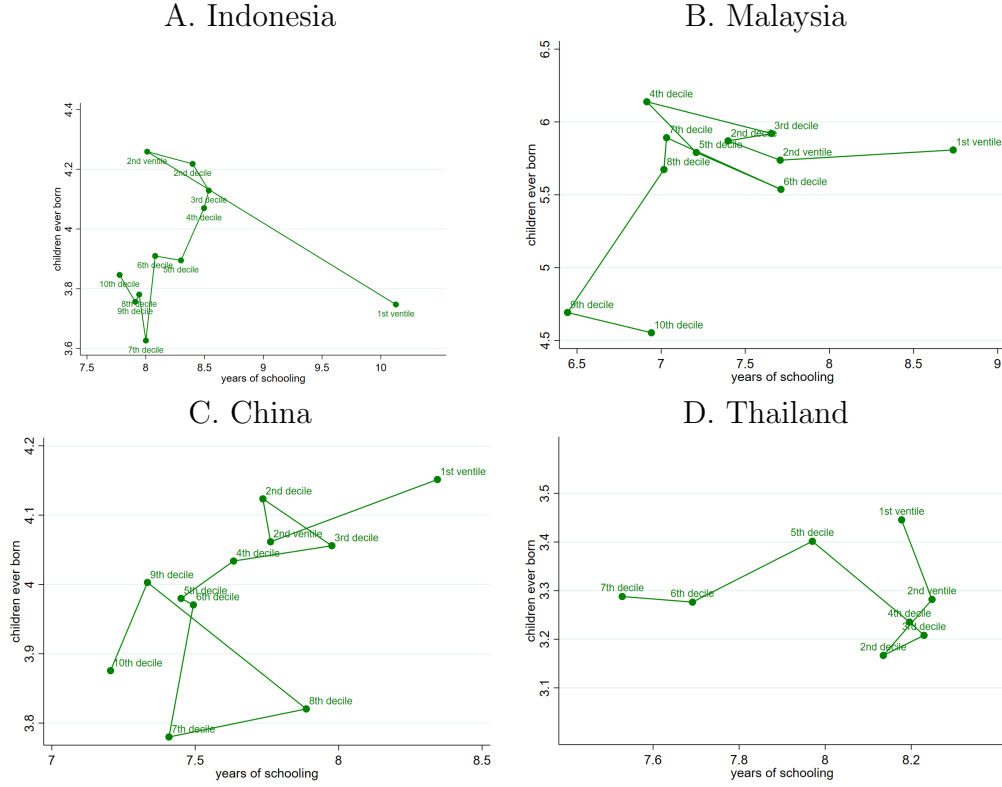 A. Indonesia
children ever born
4.4
4.2
4
3.8
3.6
2nd ventile
2nd decile
3rd decile
4th decile
6th decile
5th decile
10th decile
8th decile
9th decile
7th decile
1st ventile
7.5 8 8.5 9 9.5 10
years of schooling
B. Malaysia
children ever born
6.5
6
5.5
5
4.5
4th decile
3rd decile
7th decile
2nd decile
5th decile
1st ventile
2nd ventile
8th decile
6th decile
9th decile
10th decile
6.5 7 7.5 8 8.5 9
years of schooling
C. China
children ever born
4.2
4.1
4
3.9
3.8
1st ventile
2nd decile
2nd ventile
3rd decile
4th decile
9th decile
5th decile
6th decile
10th decile
8th decile
7th decile
7 7.5 8 8.5
years of schooling
D. Thailand
children ever born
3.5
3.4
3.3
3.2
3.1
1st ventile
5th decile
7th decile
6th decile
2nd ventile
4th decile
3rd decile
2nd decile
7.6 7.8 8 8.2
years of schooling